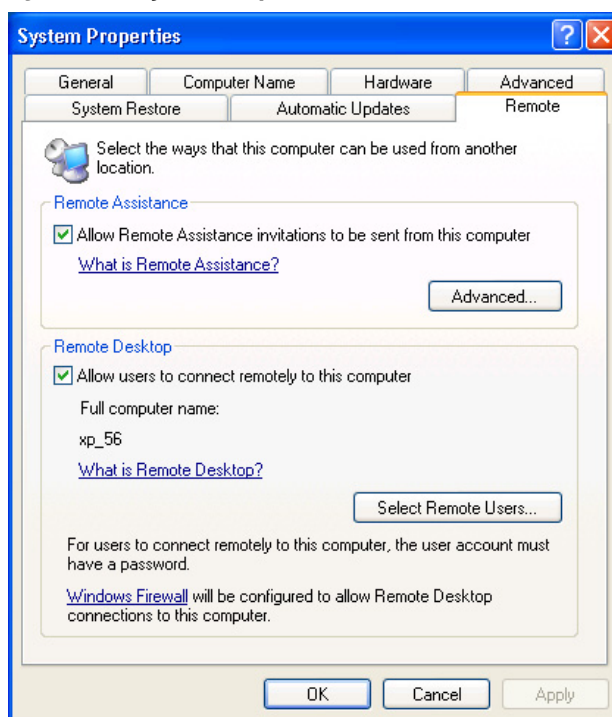 System Properties
General Computer Name Hardware Advanced
System Restore Automatic Updates Remote
Select the ways that this computer can be used from another
location.
Remote Assistance
Allow Remote Assistance invitations to be sent from this computer
What is Remote Assistance?
Advanced...
Remote Desktop
Allow users to connect remotely to this computer
Full computer name:
xp_56
What is Remote Desktop?
Select Remote Users...
For users to connect remotely to this computer, the user account must
have a password.
Windows Firewall will be configured to allow Remote Desktop
connections to this computer.
OK Cancel Apply